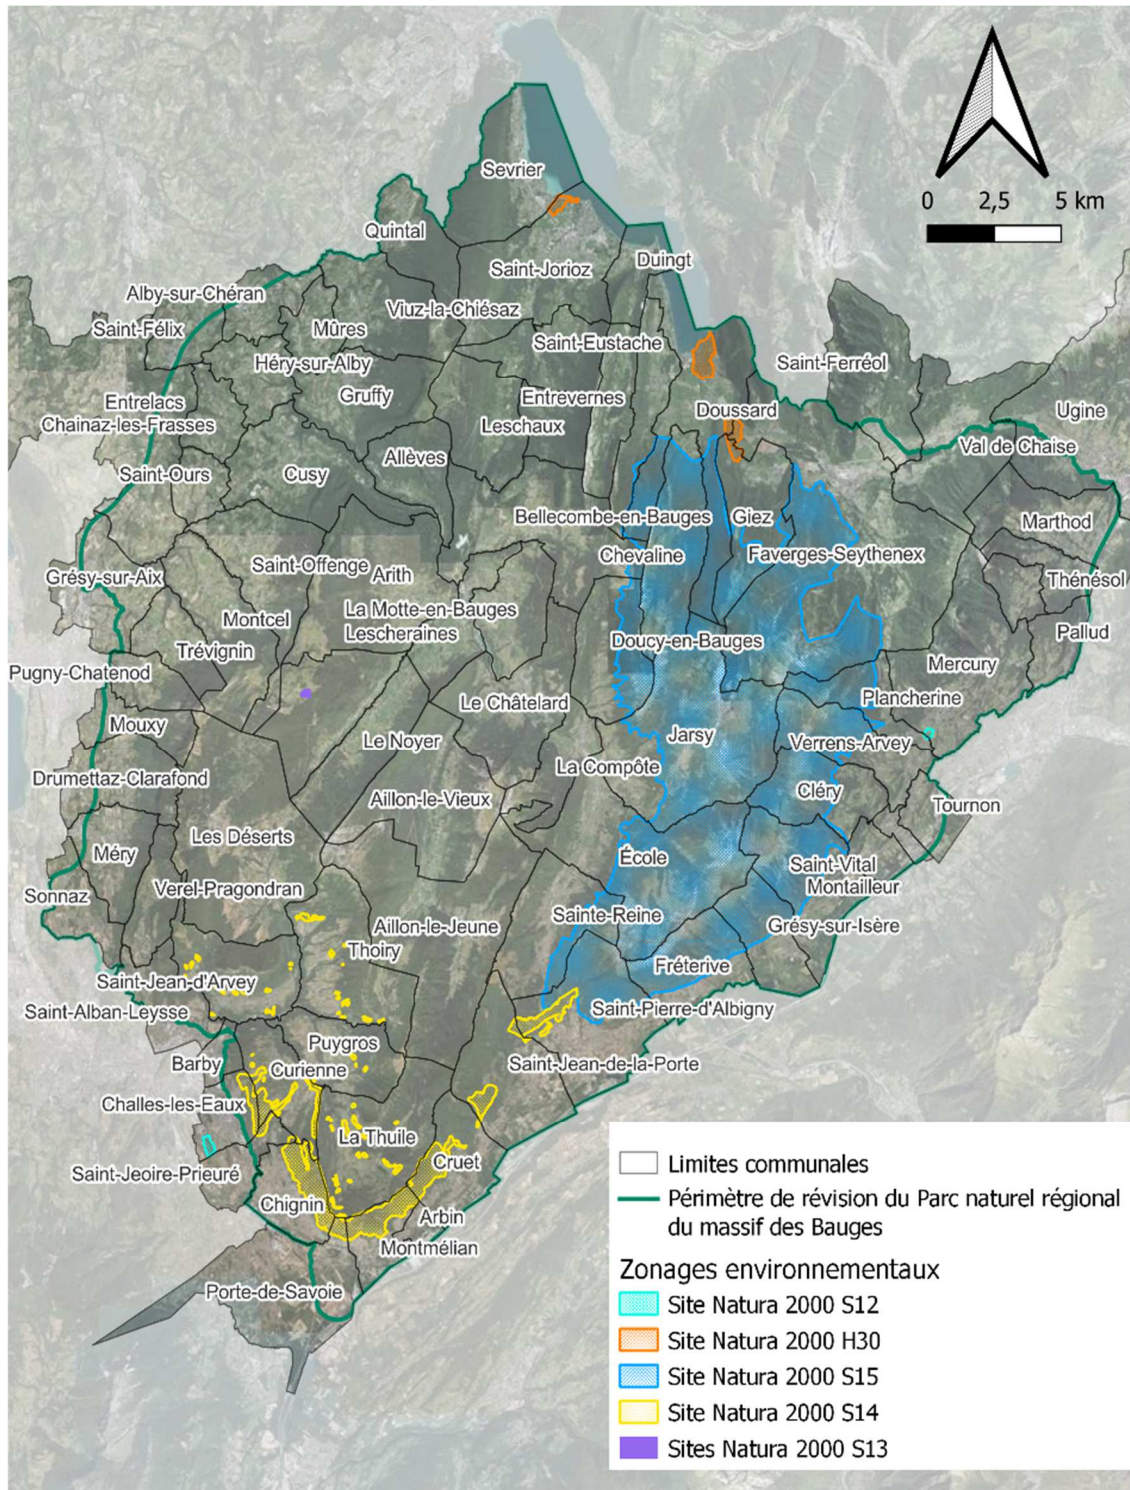 Sevrier
0 2,5 5 km
Quintal
Duingt
Saint-Jorioz
Alby-sur-Chéran
Viuz-la-Chiésaz
Saint-Félix
Mûres
Saint-Eustache
Saint-Ferréol
Héry-sur-Alby
Gruffy
Entrevernes
Entrelacs
Doussard
Ugine
Chainaz-les-Frasses
Leschaux
Val de Chaise
Allèves
Saint-Ours
Cusy
Bellecombe-en-Bauges
Giez
Marthod
Chevaline
Faverges-Seythenex
Saint-Offenge
Arith
Grésy-sur-Aix
Thénésol
La Motte-en-Bauges
Montcel
Lescheraines
Doucy-en-Bauges
Pallud
Trévignin
Mercury
Pugny-Chatenod
Le Châtelard
Plancherine
Mouxy
Le Noyer
Jarsy
Verrens-Arvey
La Compôte
Drumettaz-Clarafond
Cléry
Aillon-le-Vieux
Tournon
Les Déserts
Méry
École
Saint-Vital
Verel-Pragondran
Montailleur
Sonnaz
Sainte-Reine
Aillon-le-Jeune
Grésy-sur-Isère
Thoiry
Fréterive
Saint-Jean-d'Arvey
Saint-Pierre-d'Albigny
Saint-Alban-Leysse
Puygros
Barby
Curienne
Saint-Jean-de-la-Porte
Challes-les-Eaux
La Thuile
Cruet
Saint-Jeoire-Prieuré
Chignin
Arbin
Montmélian
Porte-de-Savoie
Limites communales
Périmètre de révision du Parc naturel régional
du massif des Bauges
Zonages environnementaux
Site Natura 2000 S12
Site Natura 2000 H30
Site Natura 2000 S15
Site Natura 2000 S14
Sites Natura 2000 S13